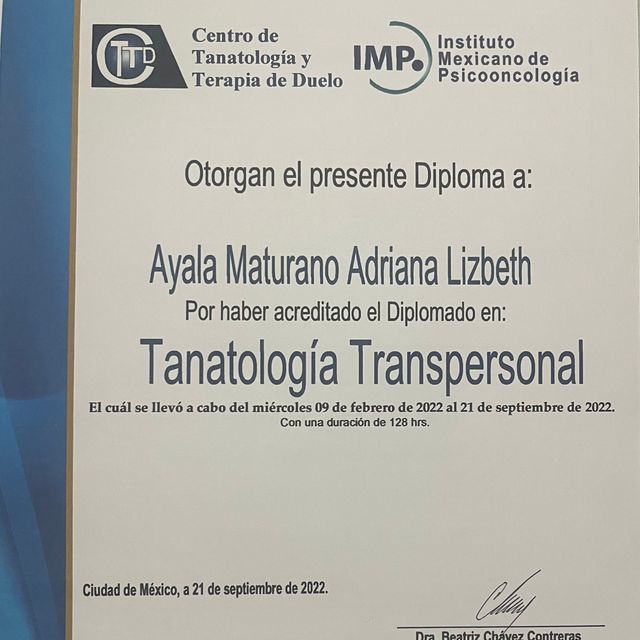 CTTD
Centro de
Tanatología y
Terapia de Duelo
IMP.
Instituto
Mexicano de
Psicooncología
Otorgan el presente Diploma a:
Ayala Maturano Adriana Lizbeth
Por haber acreditado el Diplomado en:
Tanatología Transpersonal
El cuál se llevó a cabo del miércoles 09 de febrero de 2022 al 21 de septiembre de 2022.
Con una duración de 128 hrs.
Ciudad de México, a 21 de septiembre de 2022.
Dra. Beatriz Chávez Contreras